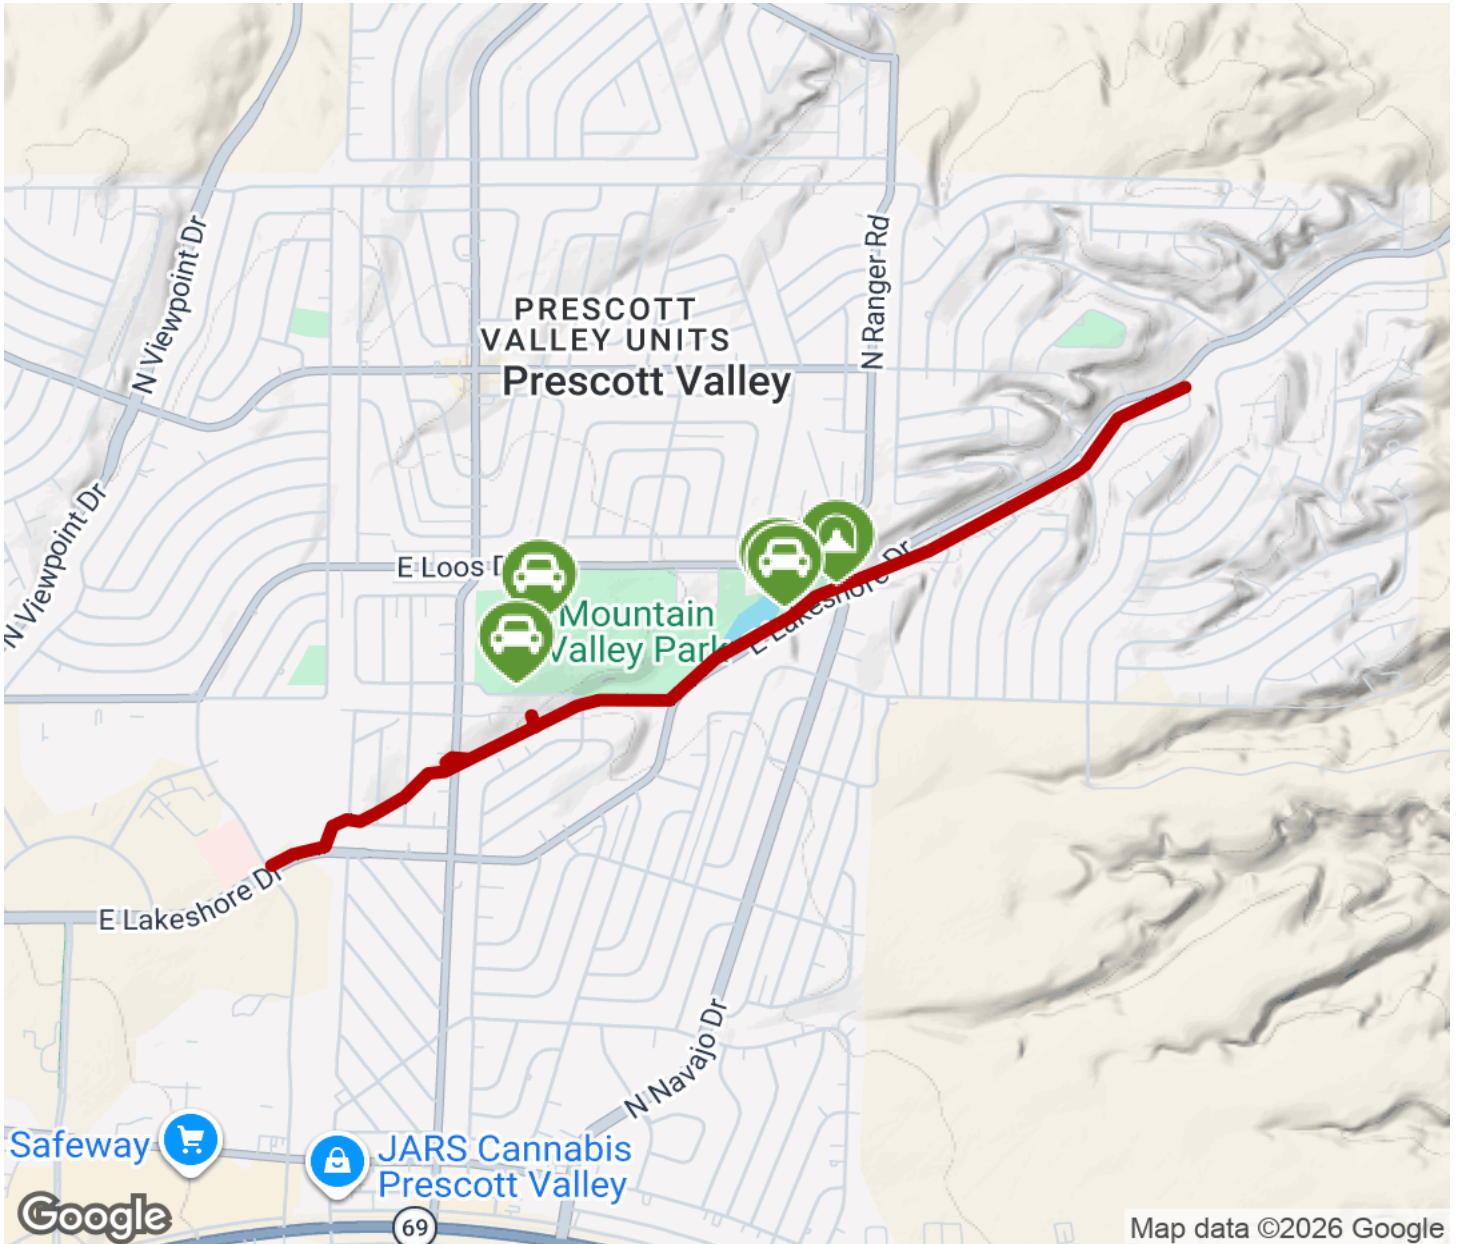 N Viewpoint Dr
N Ranger Rd
PRESCOTT
VALLEY UNITS
Prescott Valley
N Viewpoint Dr
E Loos D
Mountain
Valley Park
E Lakeshore Dr
E Lakeshore Dr
N Navajo Dr
Safeway
JARS Cannabis
Prescott Valley
69
Google
Map data ©2026 Google